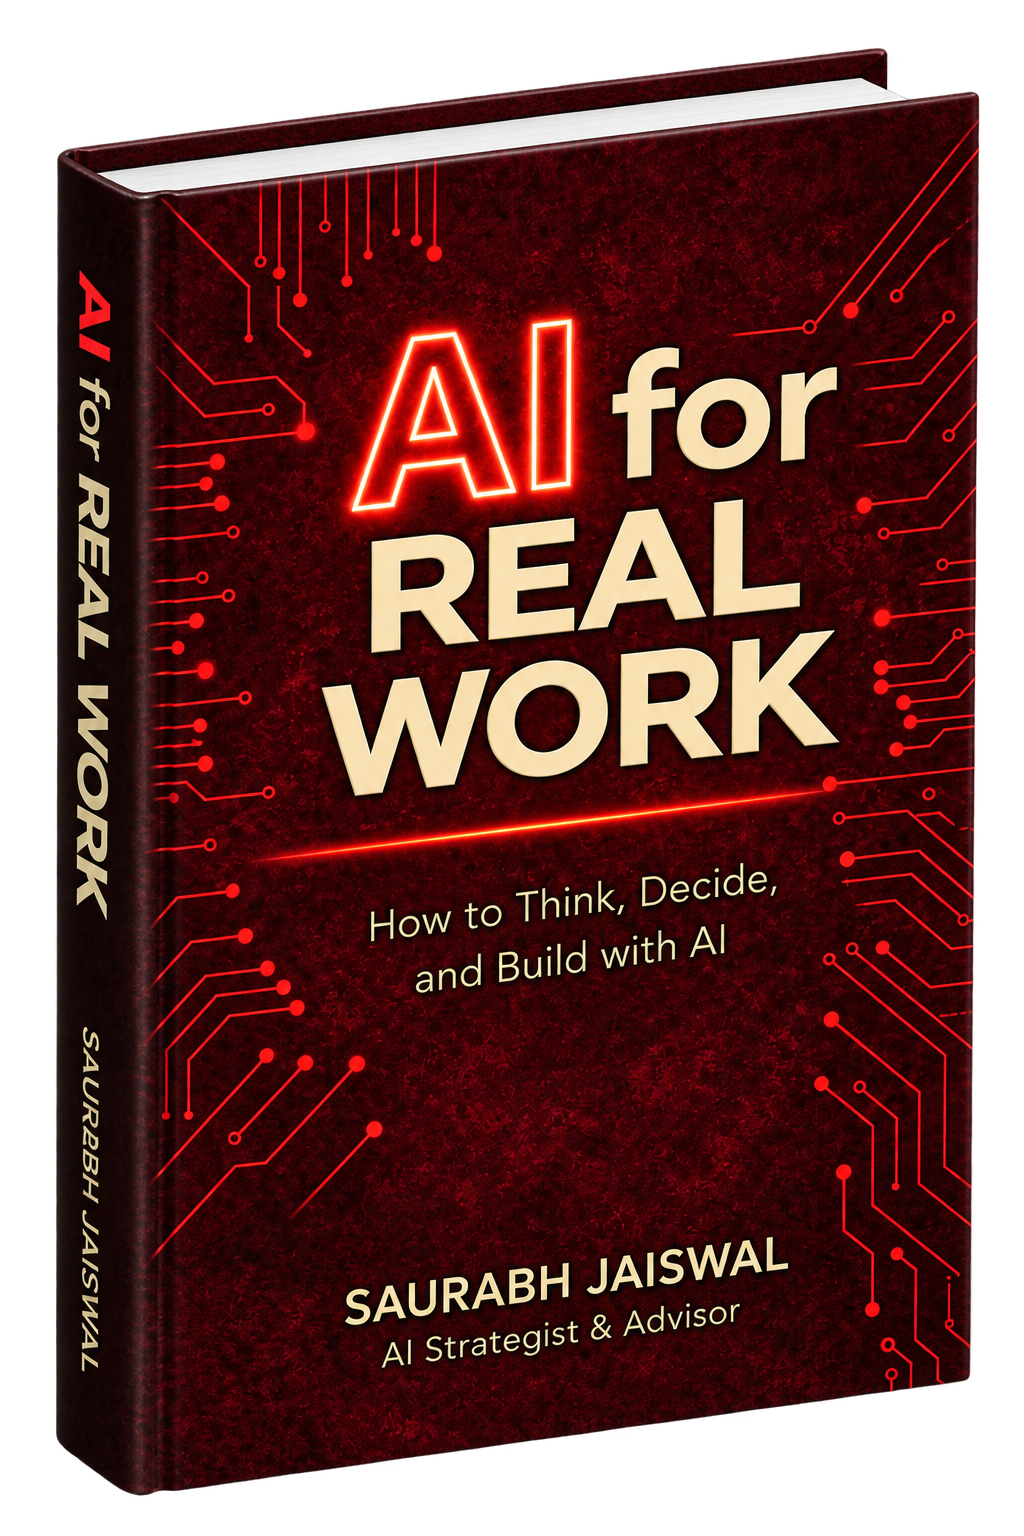 AI for
REAL
WORK
How to Think, Decide,
and Build with AI
SAURABH JAISWAL
AI Strategist & Advisor
AI for REAL WORK
JAISWAL